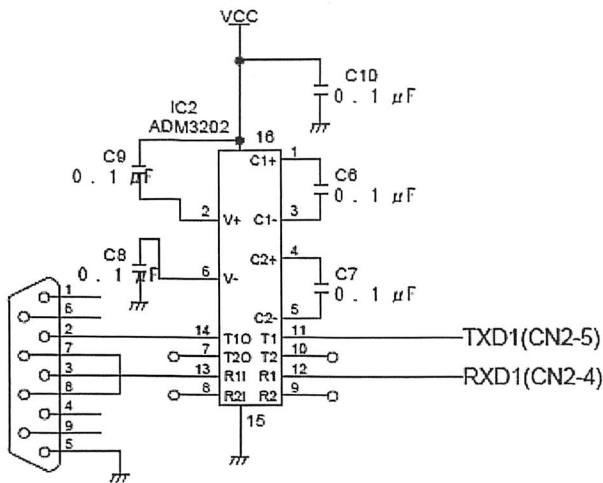 VCC
C10
0.1 μF
IC2
ADM3202
16
C9
0.1 μF
C1+
1
C6
0.1 μF
2
V+
C1-
3
C8
0.1 μF
C2+
4
6
V-
C7
0.1 μF
C2-
5
1
6
2
14
T1O
T1
11
TXD1(CN2-5)
7
7
T2O
T2
10
3
13
R1I
R1
12
RXD1(CN2-4)
8
8
R2I
R2
9
4
15
9
5